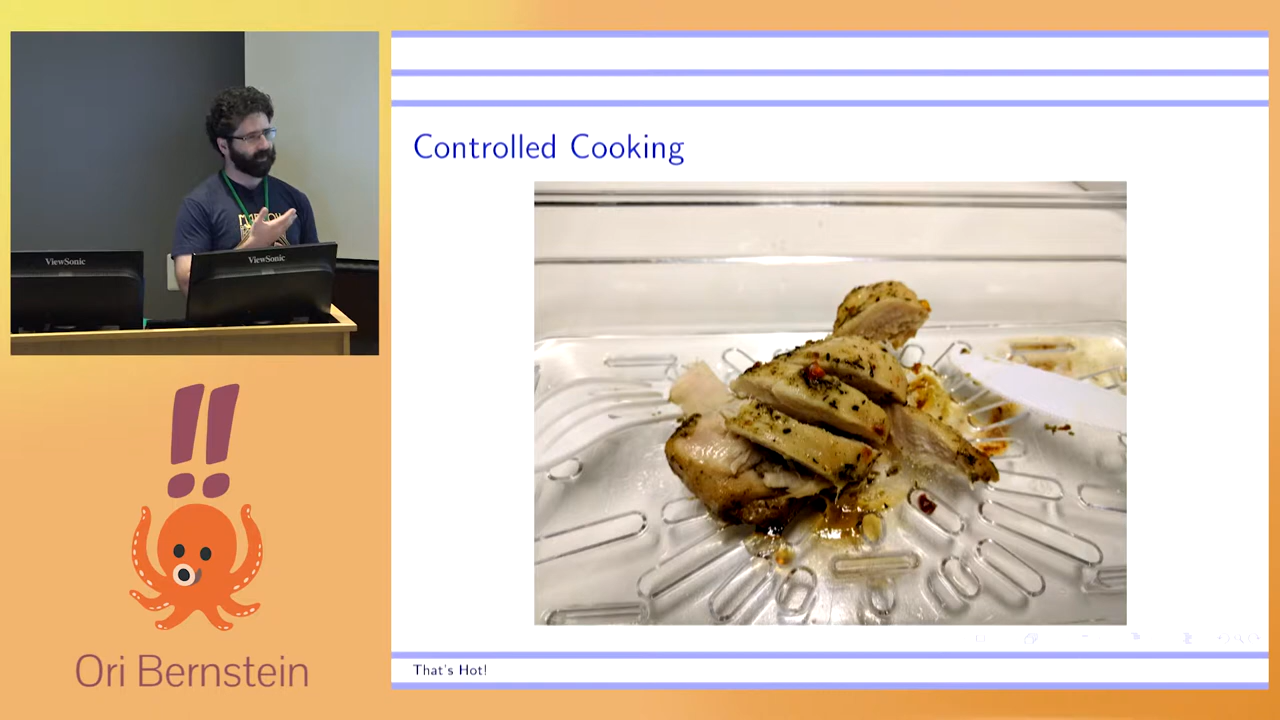 ViewSonic
ViewSonic
!!
Ori Bernstein
Controlled Cooking
That's Hot!